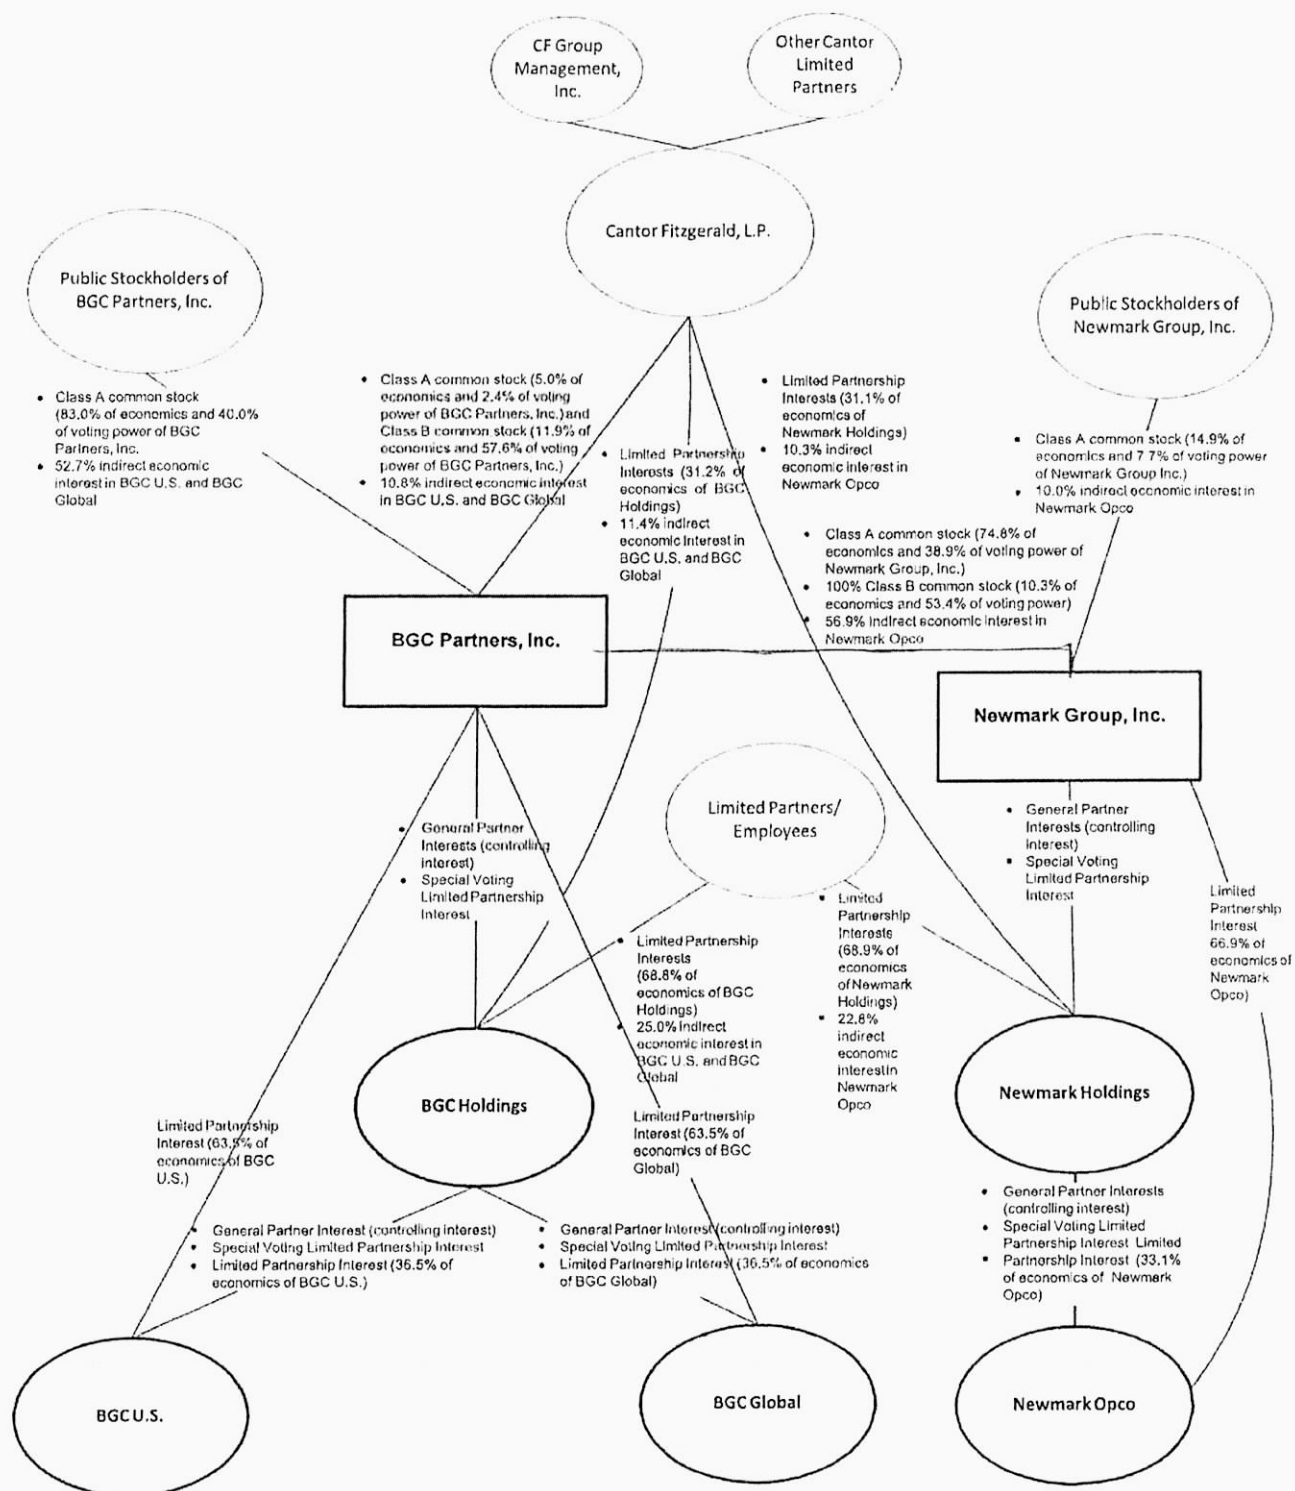 CF Group
Management,
Inc.
Other Cantor
Limited
Partners
Cantor Fitzgerald, L.P.
Public Stockholders of
BGC Partners, Inc.
Public Stockholders of
Newmark Group, Inc.
• Class A common stock
(83.0% of economics and 40.0%
of voting power of BGC
Partners, Inc.
• 52.7% indirect economic
interest in BGC U.S. and BGC
Global
• Class A common stock (5.0% of
economics and 2.4% of voting
power of BGC Partners, Inc.) and
Class B common stock (11.9% of
economics and 57.6% of voting
power of BGC Partners, Inc.)
• 10.8% indirect economic interest
in BGC U.S. and BGC Global
• Limited Partnership
Interests (31.2% of
economics of BGC
Holdings)
• 11.4% indirect
economic Interest in
BGC U.S. and BGC
Global
• Limited Partnership
Interests (31.1% of
economics of
Newmark Holdings)
• 10.3% indirect
economic interest in
Newmark Opco
• Class A common stock (14.9% of
economics and 7.7% of voting power
of Newmark Group Inc.)
• 10.0% indirect economic interest in
Newmark Opco
• Class A common stock (74.8% of
economics and 38.9% of voting power of
Newmark Group, Inc.)
• 100% Class B common stock (10.3% of
economics and 53.4% of voting power)
• 56.9% indirect economic interest in
Newmark Opco
BGC Partners, Inc.
Newmark Group, Inc.
Limited Partners/
Employees
• General Partner
Interests (controlling
interest)
• Special Voting
Limited Partnership
Interest
• General Partner
Interests (controlling
Interest)
• Special Voting
Limited Partnership
Interest
Limited
Partnership
Interest
66.9% of
economics of
Newmark
Opco)
• Limited Partnership
Interests
(68.8% of
economics of BGC
Holdings)
• 25.0% indirect
economic interest in
BGC U.S. and BGC
Global
• Limited
Partnership
Interests
(68.9% of
economics
of Newmark
Holdings)
• 22.8%
indirect
economic
interest in
Newmark
Opco
BGC Holdings
Newmark Holdings
Limited Partnership
Interest (63.5% of
economics of BGC
U.S.)
Limited Partnership
Interest (63.5% of
economics of BGC
Global)
• General Partner Interest (controlling interest)
• Special Voting Limited Partnership Interest
• Limited Partnership Interest (36.5% of
economics of BGC U.S.)
• General Partner Interest (controlling interest)
• Special Voting Limited Partnership Interest
• Limited Partnership Interest (36.5% of economics
of BGC Global)
• General Partner Interests
(controlling interest)
• Special Voting Limited
Partnership Interest Limited
• Partnership Interest (33.1%
of economics of Newmark
Opco)
BGC U.S.
BGC Global
Newmark Opco